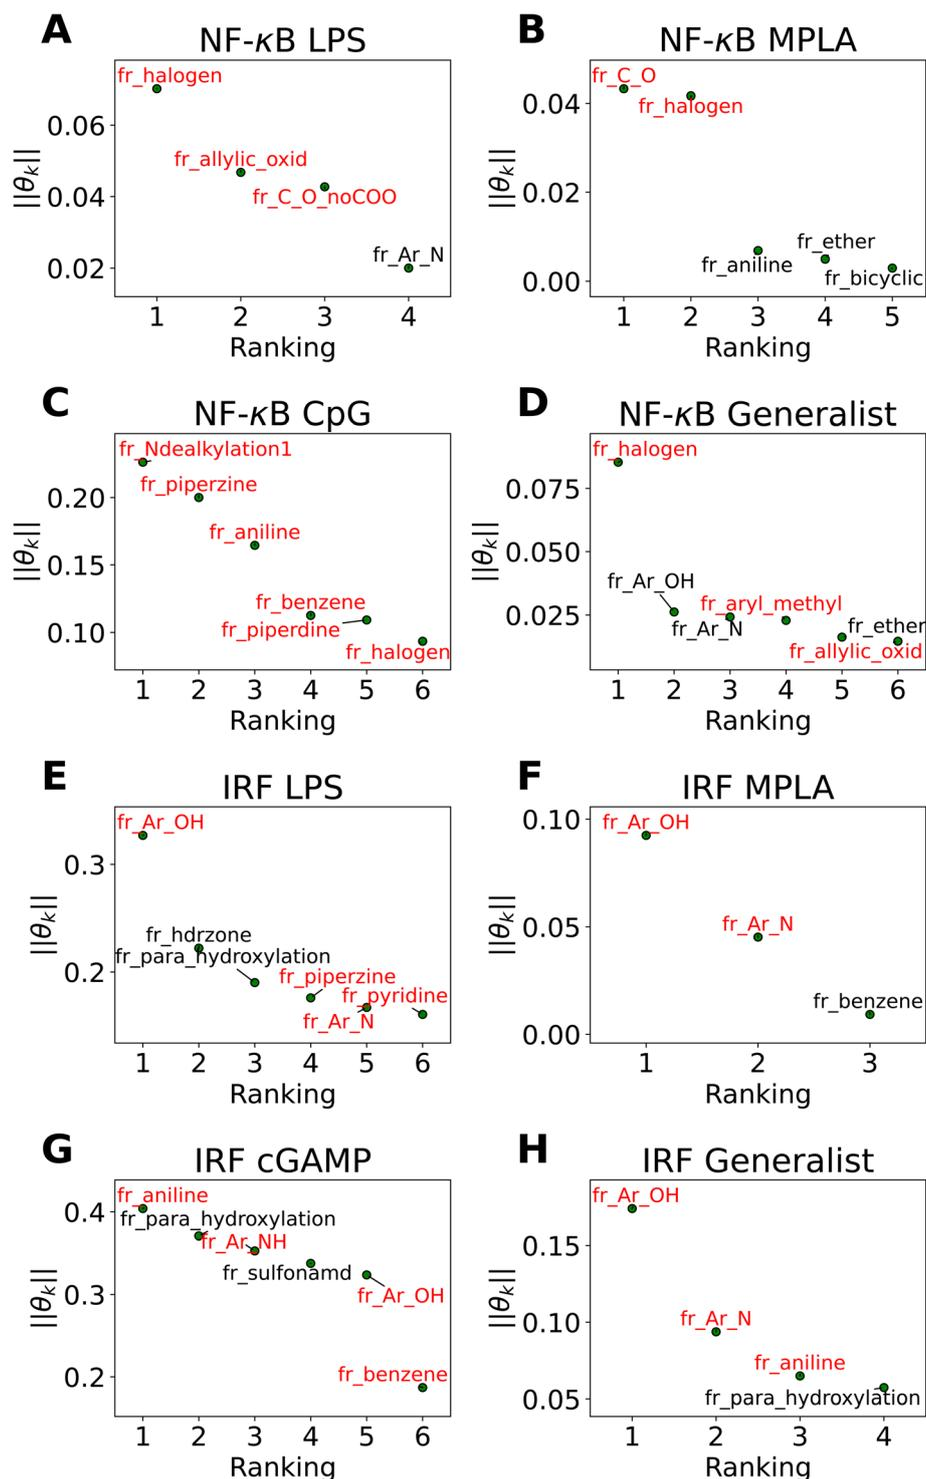 A
NF-κB LPS
||θk||
0.06
0.04
0.02
fr_halogen
fr_allylic_oxid
fr_C_O_noCOO
fr_Ar_N
1 2 3 4
Ranking
B
NF-κB MPLA
||θk||
0.04
0.02
0.00
fr_C_O
fr_halogen
fr_aniline
fr_ether
fr_bicyclic
1 2 3 4 5
Ranking
C
NF-κB CpG
||θk||
0.20
0.15
0.10
fr_Ndealkylation1
fr_piperzine
fr_aniline
fr_benzene
fr_piperdine
fr_halogen
1 2 3 4 5 6
Ranking
D
NF-κB Generalist
||θk||
0.075
0.050
0.025
fr_halogen
fr_Ar_OH
fr_Ar_N
fr_aryl_methyl
fr_allylic_oxid
fr_ether
1 2 3 4 5 6
Ranking
E
IRF LPS
||θk||
0.3
0.2
fr_Ar_OH
fr_hdrzone
fr_para_hydroxylation
fr_piperzine
fr_Ar_N
fr_pyridine
1 2 3 4 5 6
Ranking
F
IRF MPLA
||θk||
0.10
0.05
0.00
fr_Ar_OH
fr_Ar_N
fr_benzene
1 2 3
Ranking
G
IRF cGAMP
||θk||
0.4
0.3
0.2
fr_aniline
fr_para_hydroxylation
fr_Ar_NH
fr_sulfonamd
fr_Ar_OH
fr_benzene
1 2 3 4 5 6
Ranking
H
IRF Generalist
||θk||
0.15
0.10
0.05
fr_Ar_OH
fr_Ar_N
fr_aniline
fr_para_hydroxylation
1 2 3 4
Ranking